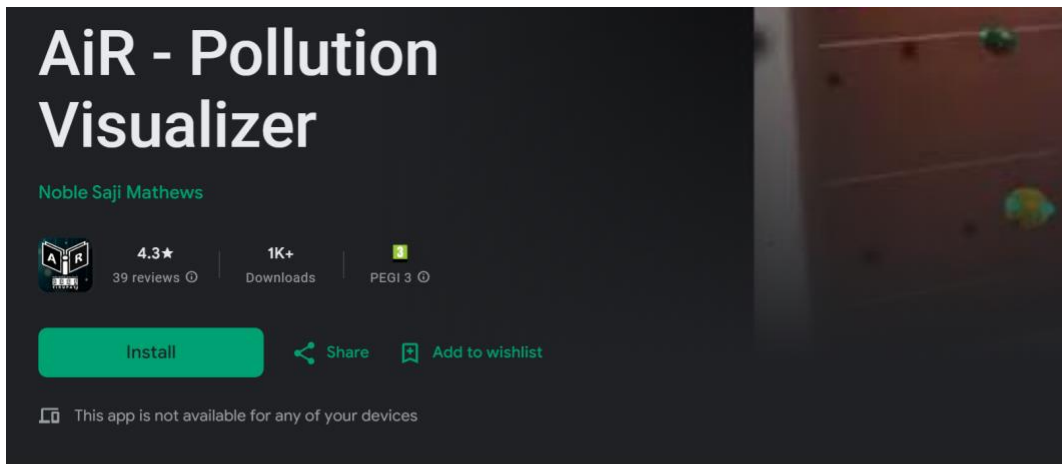 AiR - Pollution
Visualizer
Noble Saji Mathews
4.3★ 1K+ 3
39 reviews Downloads PEGI 3
Install Share Add to wishlist
This app is not available for any of your devices
A i R